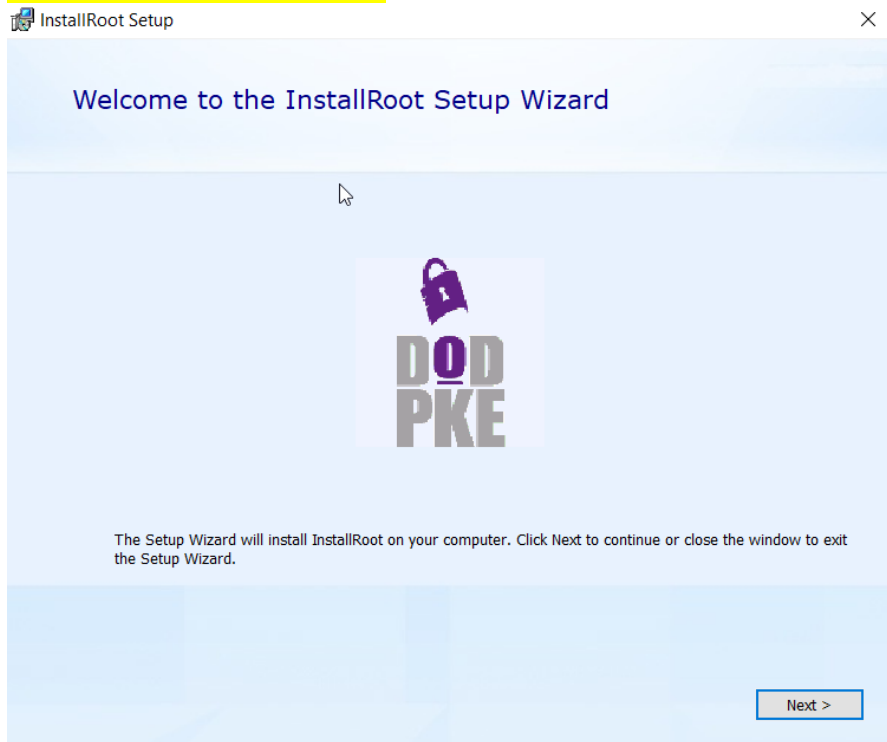 InstallRoot Setup
Welcome to the InstallRoot Setup Wizard
DOD
PKE
The Setup Wizard will install InstallRoot on your computer. Click Next to continue or close the window to exit
the Setup Wizard.
Next >